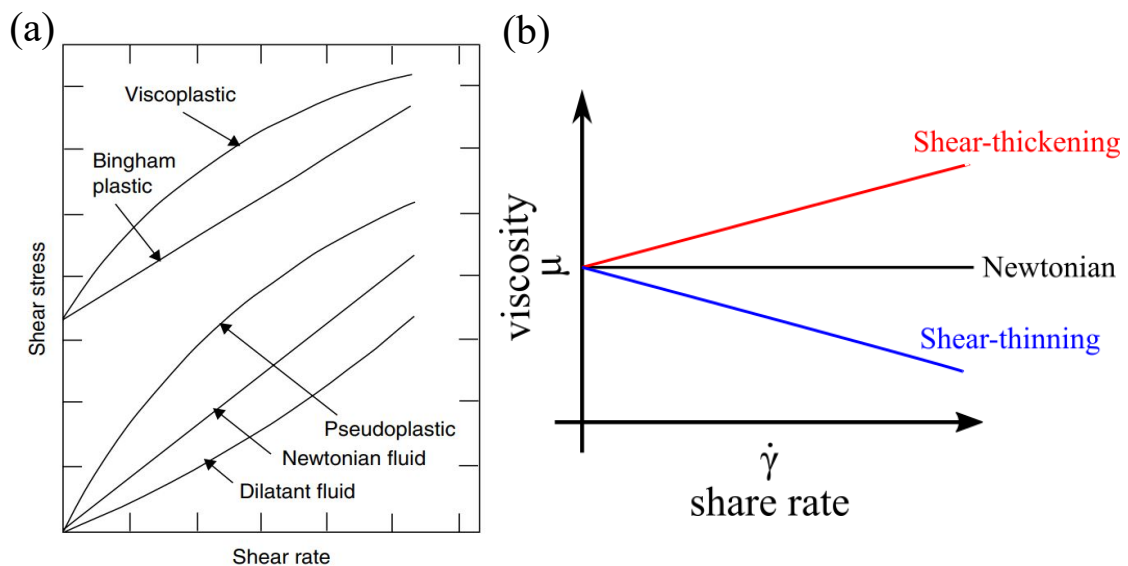 (a)
Viscoplastic
Bingham
plastic
Shear stress
Pseudoplastic
Newtonian fluid
Dilatant fluid
Shear rate
(b)
Shear-thickening
viscosity
μ
Newtonian
Shear-thinning
γ̇
share rate